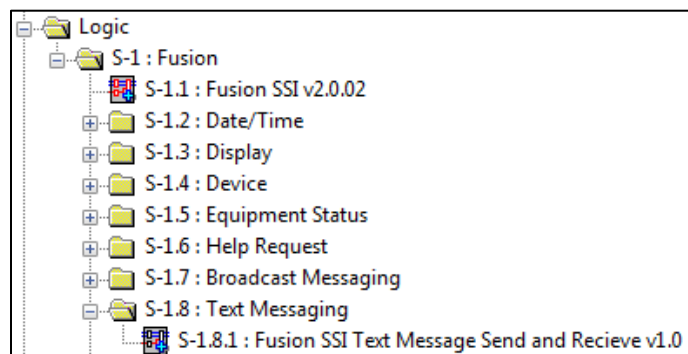 Logic
S-1 : Fusion
S-1.1 : Fusion SSI v2.0.02
S-1.2 : Date/Time
S-1.3 : Display
S-1.4 : Device
S-1.5 : Equipment Status
S-1.6 : Help Request
S-1.7 : Broadcast Messaging
S-1.8 : Text Messaging
S-1.8.1 : Fusion SSI Text Message Send and Recieve v1.0